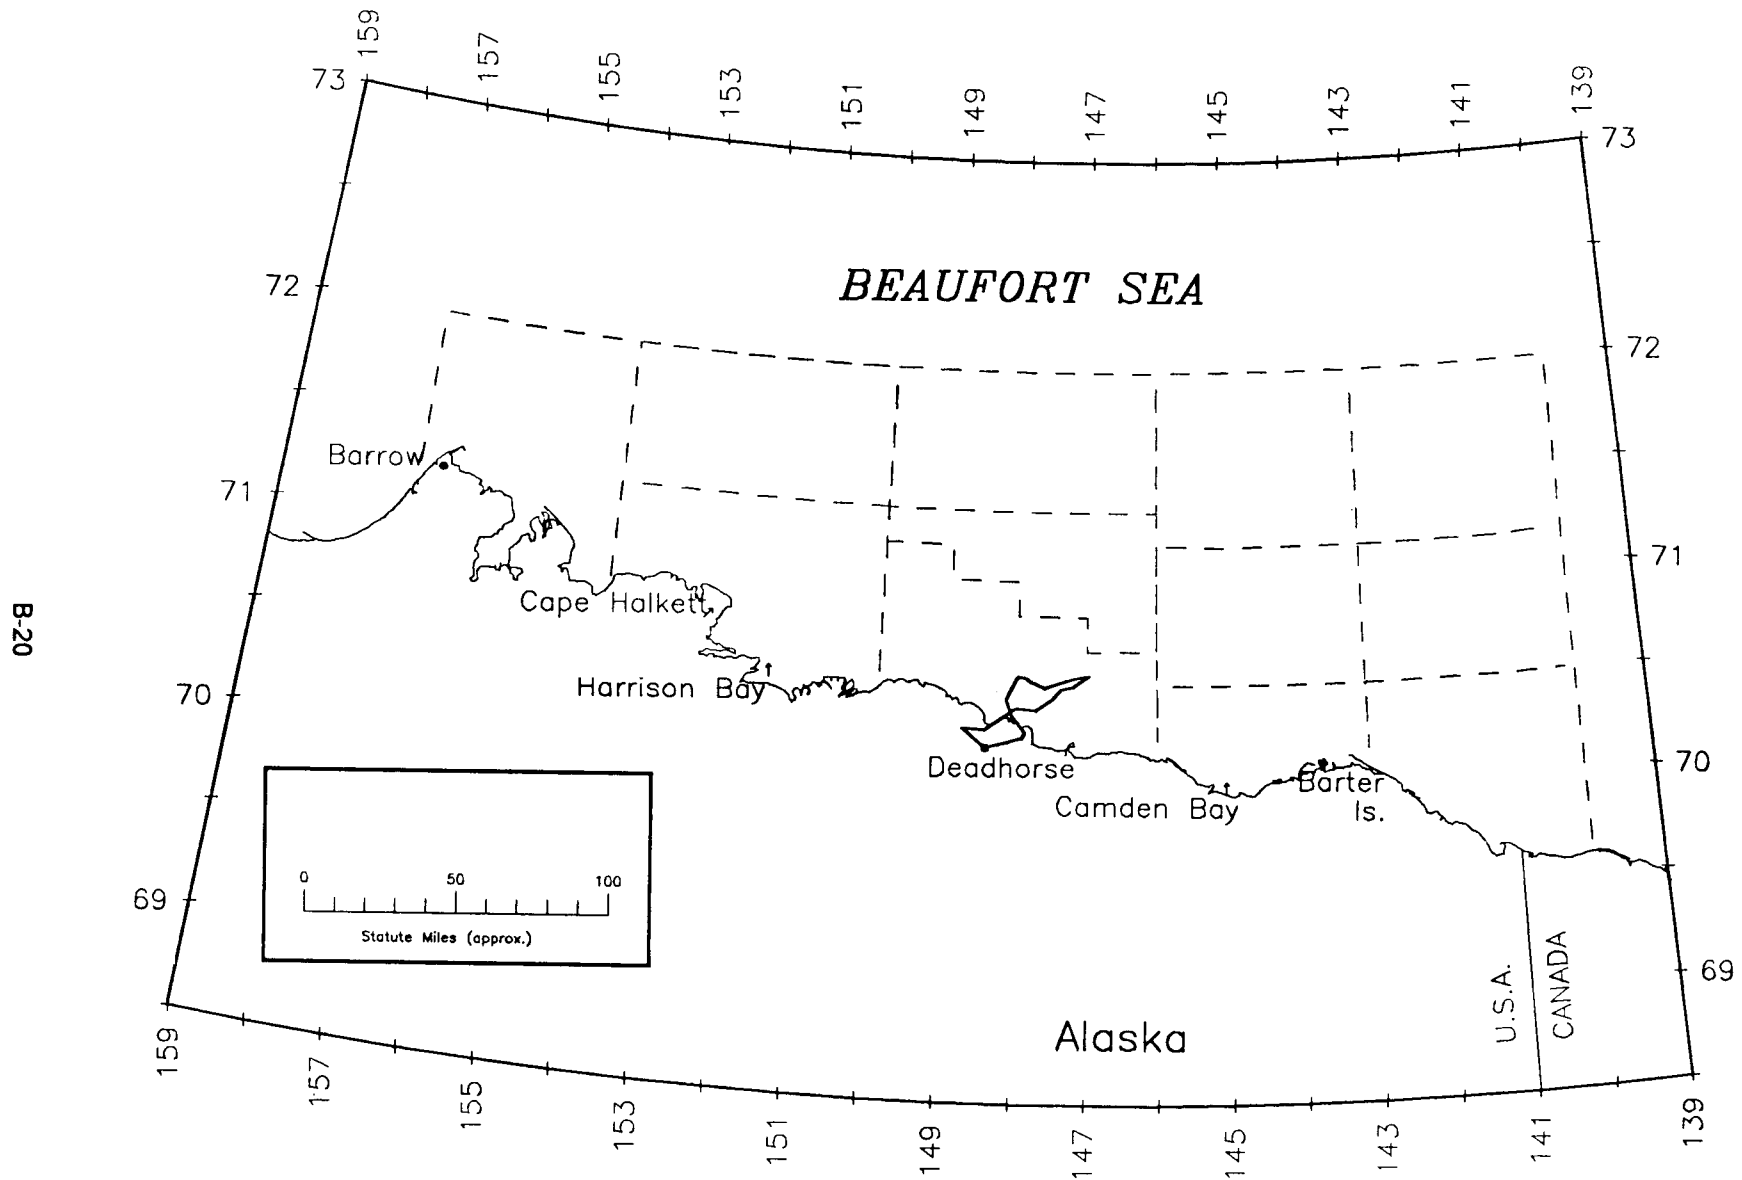 159
157
155
153
151
149
147
145
143
141
139
73
73
BEAUFORT SEA
72
72
Barrow
71
71
B-20
Cape Halkett
Harrison Bay
70
70
Deadhorse
Camden Bay
Barter
Is.
0 50 100
Statute Miles (approx.)
69
69
U.S.A.
CANADA
Alaska
159
157
155
153
151
149
147
145
143
141
139